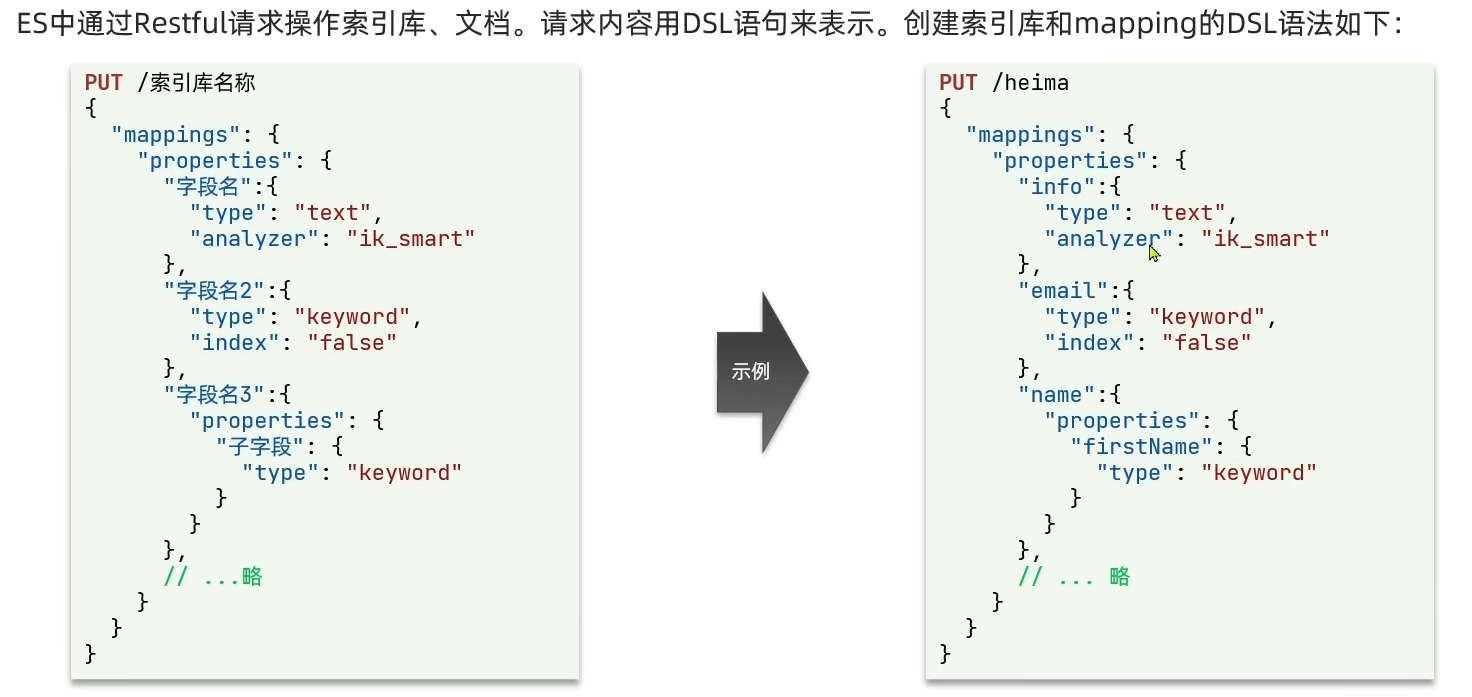 ES中通过Restful请求操作索引库、文档。请求内容用DSL语句来表示。创建索引库和mapping的DSL语法如下：
PUT /索引库名称
{
  "mappings": {
    "properties": {
      "字段名":{
        "type": "text",
        "analyzer": "ik_smart"
      },
      "字段名2":{
        "type": "keyword",
        "index": "false"
      },
      "字段名3":{
        "properties": {
          "子字段": {
            "type": "keyword"
          }
        }
      },
      // ...略
    }
  }
}
示例
PUT /heima
{
  "mappings": {
    "properties": {
      "info":{
        "type": "text",
        "analyzer": "ik_smart"
      },
      "email":{
        "type": "keyword",
        "index": "false"
      },
      "name":{
        "properties": {
          "firstName": {
            "type": "keyword"
          }
        }
      },
      // ... 略
    }
  }
}